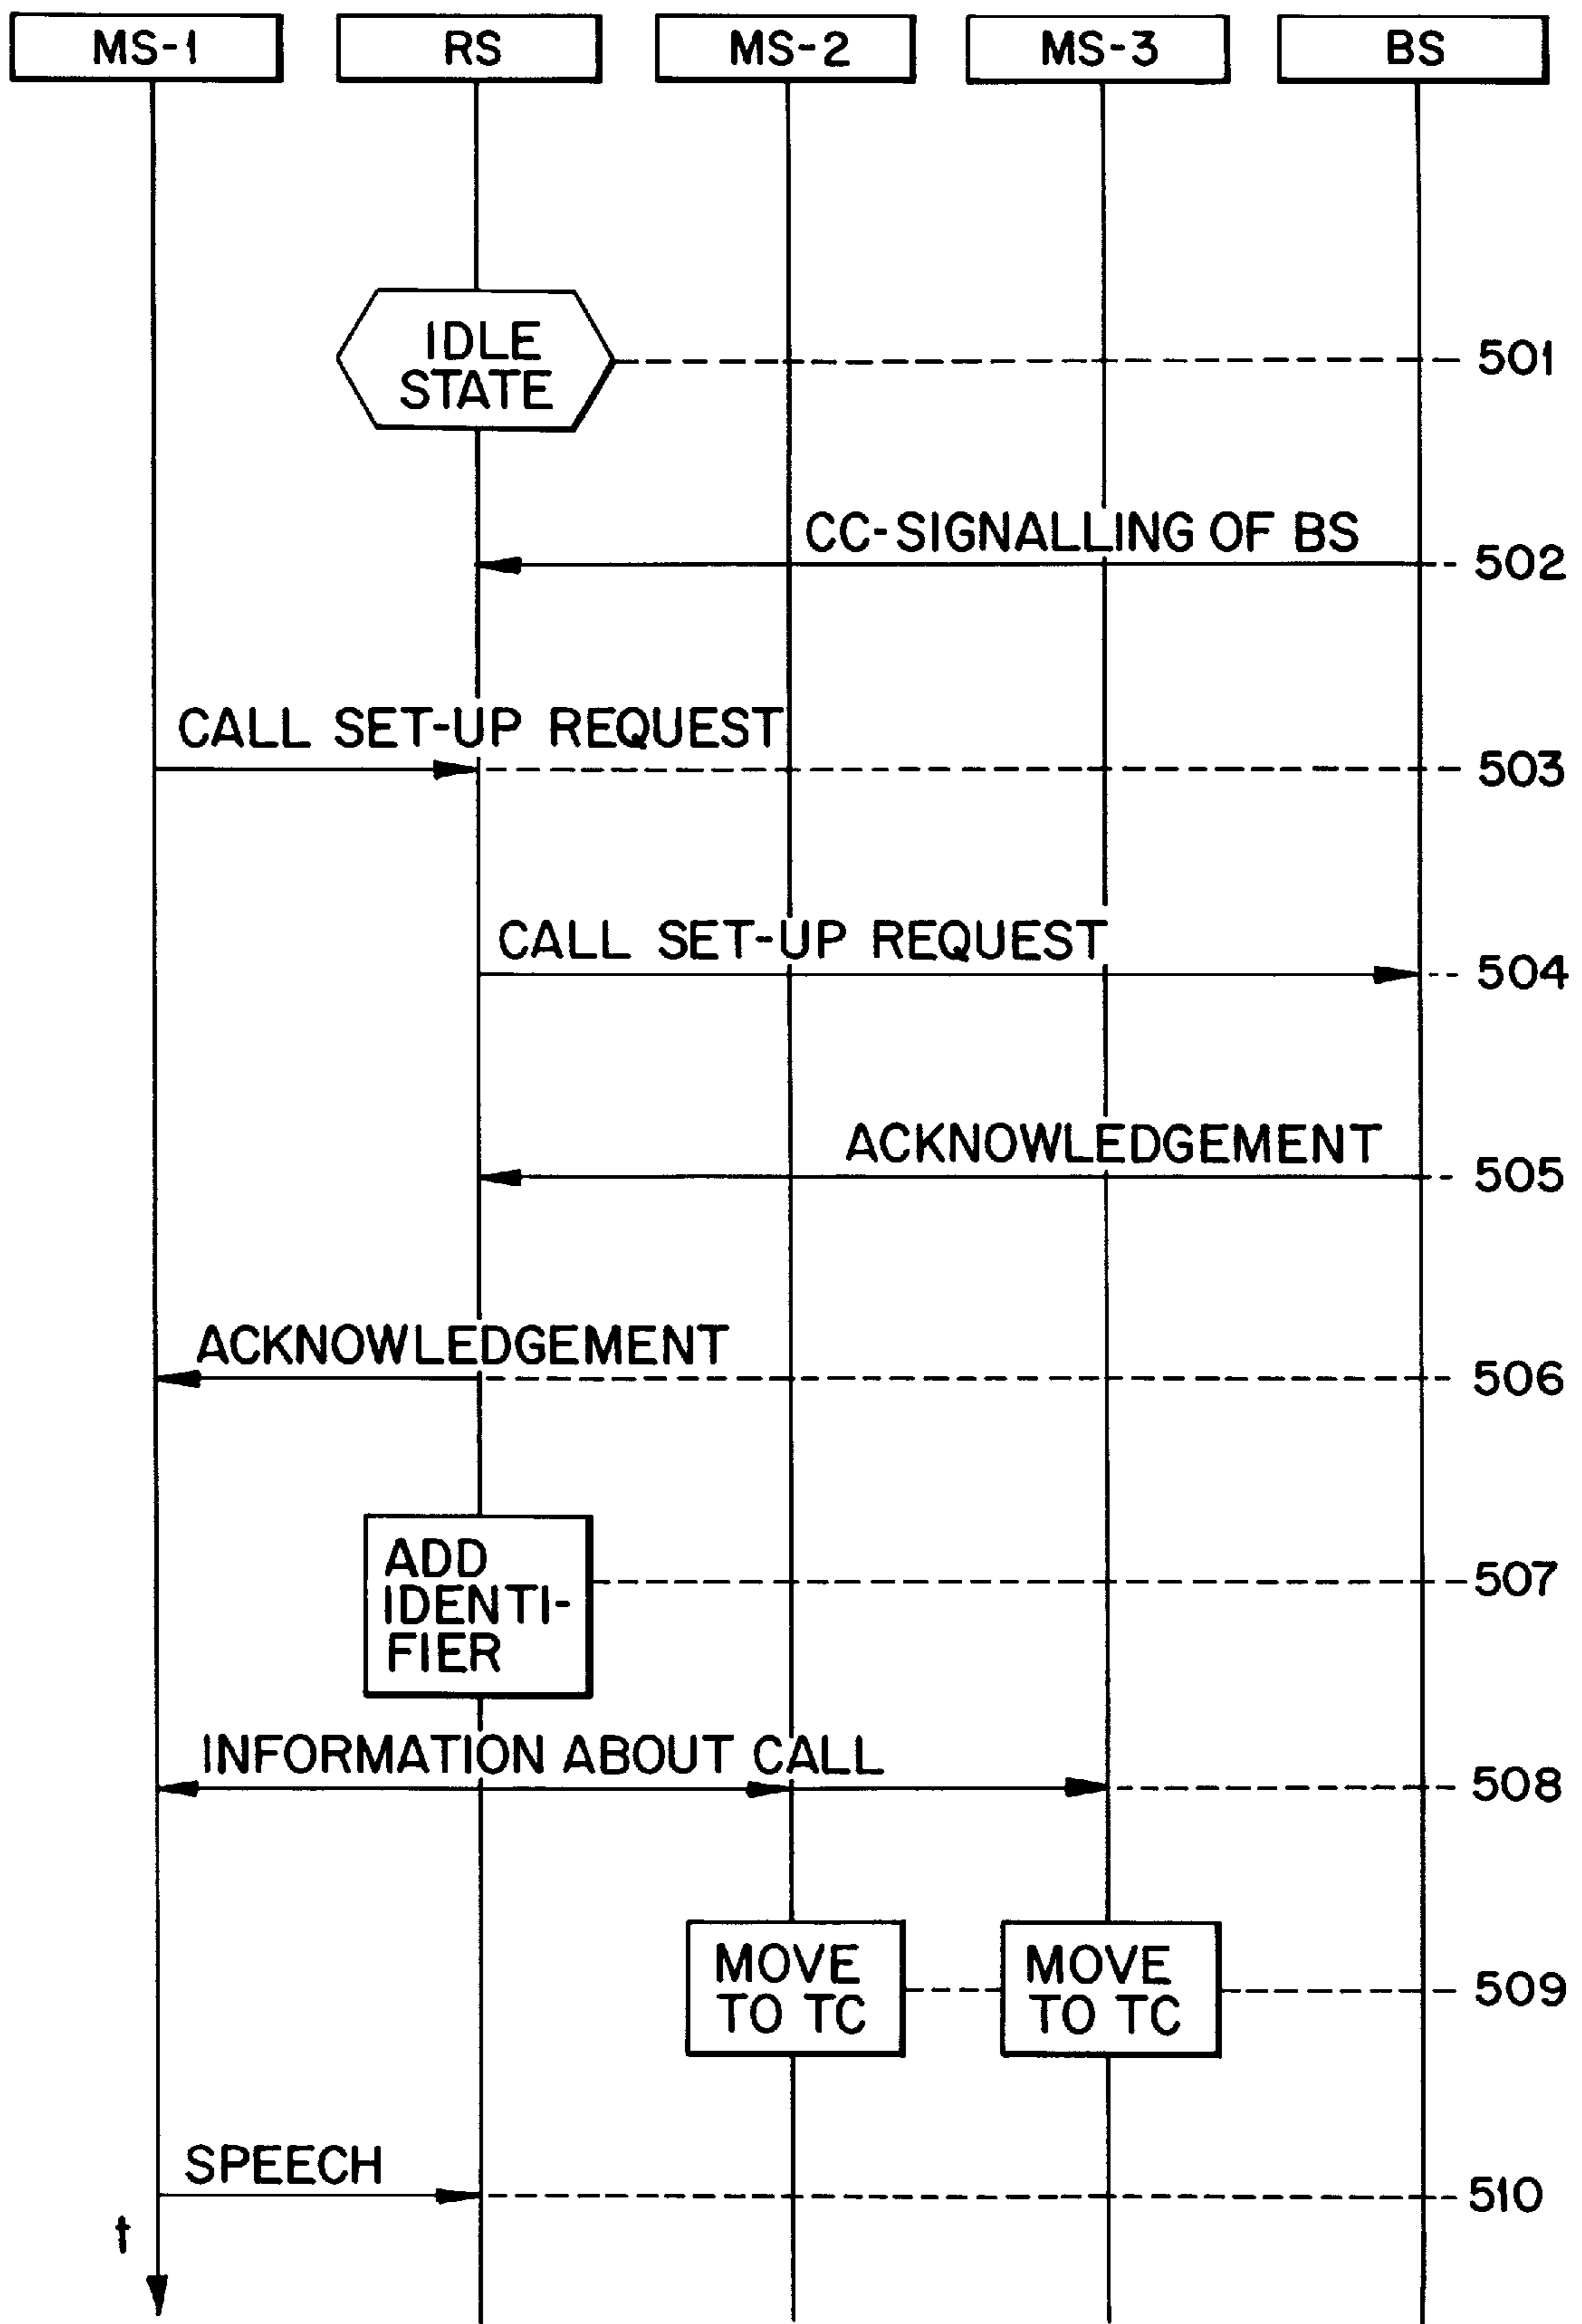 MS-1
RS
MS-2
MS-3
BS
IDLE
STATE
501
CC-SIGNALLING OF BS
502
CALL SET-UP REQUEST
503
CALL SET-UP REQUEST
504
ACKNOWLEDGEMENT
505
ACKNOWLEDGEMENT
506
ADD
IDENTI-
FIER
507
INFORMATION ABOUT CALL
508
MOVE
TO TC
MOVE
TO TC
509
SPEECH
510
t